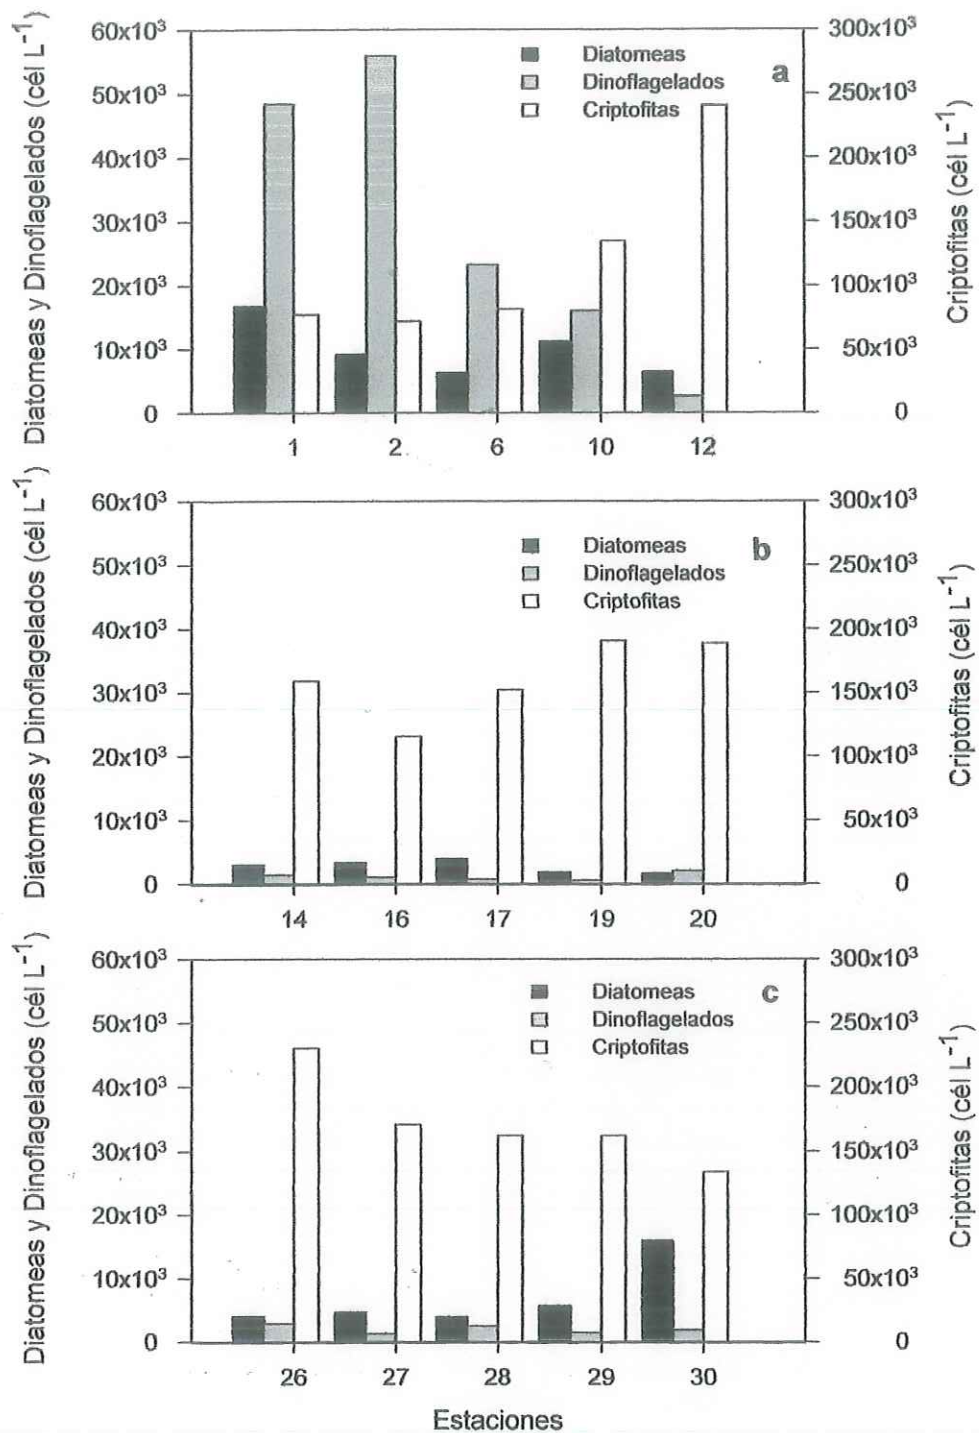 Diatomeas y Dinoflagelados (cél L⁻¹)
60x10³
50x10³
40x10³
30x10³
20x10³
10x10³
0
Diatomeas
Dinoflagelados
Criptofitas
a
300x10³
250x10³
200x10³
150x10³
100x10³
50x10³
0
Criptofitas (cél L⁻¹)
1 2 6 10 12
Diatomeas y Dinoflagelados (cél L⁻¹)
60x10³
50x10³
40x10³
30x10³
20x10³
10x10³
0
Diatomeas
Dinoflagelados
Criptofitas
b
300x10³
250x10³
200x10³
150x10³
100x10³
50x10³
0
Criptofitas (cél L⁻¹)
14 16 17 19 20
Diatomeas y Dinoflagelados (cél L⁻¹)
60x10³
50x10³
40x10³
30x10³
20x10³
10x10³
0
Diatomeas
Dinoflagelados
Criptofitas
c
300x10³
250x10³
200x10³
150x10³
100x10³
50x10³
0
Criptofitas (cél L⁻¹)
26 27 28 29 30
Estaciones